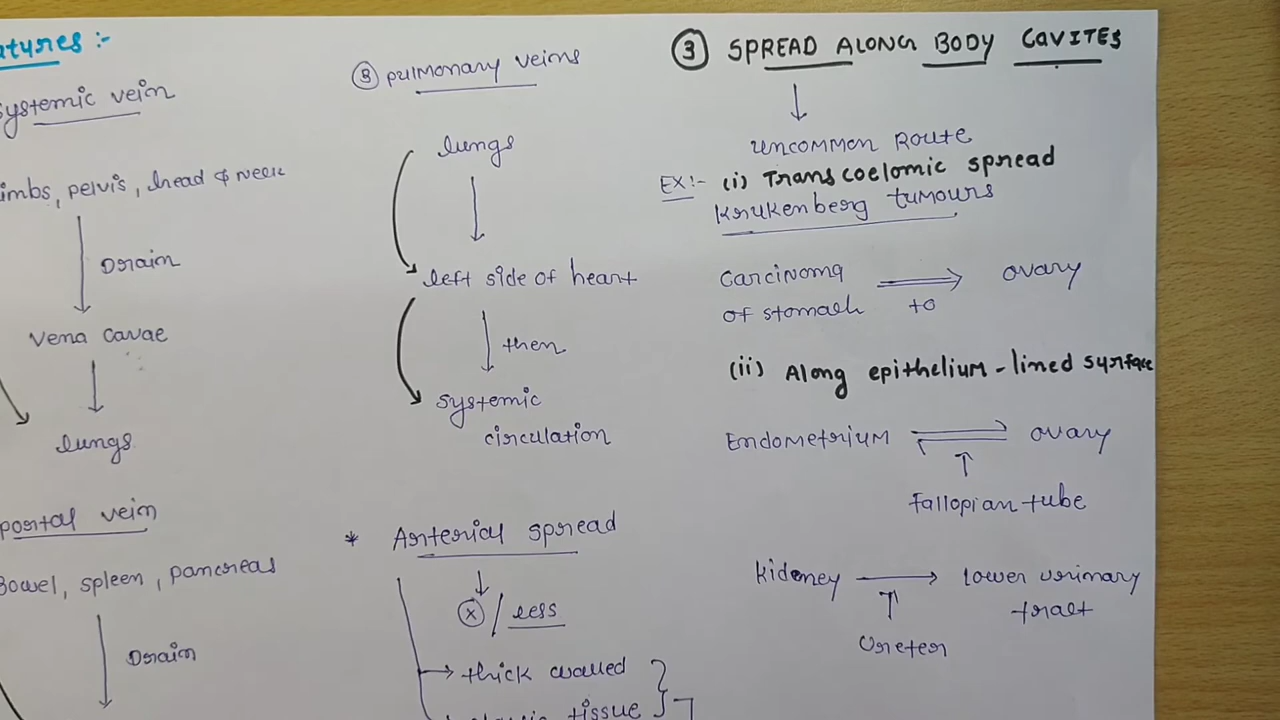 atures :-
systemic vein
imbs, pelvis, head & neck
Drain
Vena cavae
lungs
portal vein
Bowel, spleen, pancreas
Drain
(B) pulmonary veins
lungs
left side of heart
then
systemic
circulation
* Arterial spread
(x) / less
thick walled
tissue
(3) SPREAD ALONG BODY CAVITES
uncommon Route
EX:- (i) Transcoelomic spread
Krukenberg tumours
Carcinoma
of stomach to ovary
(ii) Along epithelium-lined surface
Endometrium ovary
Fallopian tube
Kidney lower urimary
tract
Ureter